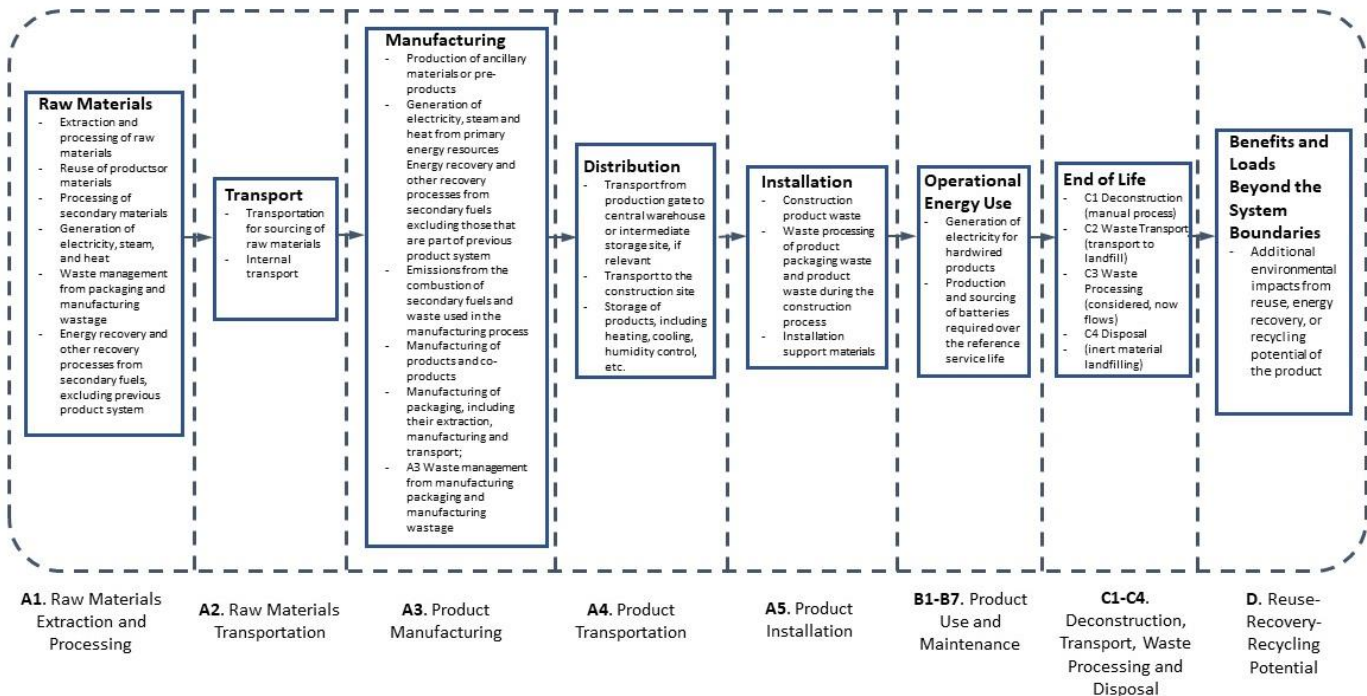 Raw Materials
- Extraction and
processing of raw
materials
- Reuse of productsor
materials
- Processing of
secondary materials
- Generation of
electricity, steam,
and heat
- Waste management
from packaging and
manufacturing
wastage
- Energy recovery and
other recovery
processes from
secondary fuels,
excluding previous
product system
Transport
- Transportation
for sourcing of
raw materials
- Internal
transport
Manufacturing
- Production of ancillary
materials or pre-
products
- Generation of
electricity, steam and
heat from primary
energy resources
Energy recovery and
other recovery
processes from
secondary fuels
excluding those that
are part of previous
product system
- Emissions from the
combustion of
secondary fuels and
waste used in the
manufacturing process
- Manufacturing of
products and co-
products
- Manufacturing of
packaging, including
their extraction,
manufacturing and
transport;
- A3 Waste management
from manufacturing
packaging and
manufacturing
wastage
Distribution
- Transport from
production gate to
central warehouse
or intermediate
storage site, if
relevant
- Transport to the
construction site
- Storage of
products, including
heating, cooling,
humidity control,
etc.
Installation
- Construction
product waste
- Waste processing
of product
packaging waste
and product
waste during the
construction
process
- Installation
support materials
Operational
Energy Use
- Generation of
electricity for
hardwired
products
- Production
and sourcing
of batteries
required over
the reference
service life
End of Life
- C1 Deconstruction
(manual process)
- C2 Waste Transport
(transport to
landfill)
- C3 Waste
Processing
(considered, now
flows)
- C4 Disposal
- (inert material
landfilling)
Benefits and
Loads
Beyond the
System
Boundaries
- Additional
environmental
impacts from
reuse, energy
recovery, or
recycling
potential of
the product
A1. Raw Materials
Extraction and
Processing
A2. Raw Materials
Transportation
A3. Product
Manufacturing
A4. Product
Transportation
A5. Product
Installation
B1-B7. Product
Use and
Maintenance
C1-C4.
Deconstruction,
Transport, Waste
Processing and
Disposal
D. Reuse-
Recovery-
Recycling
Potential